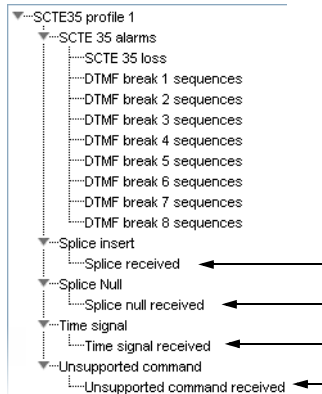 SCTE35 profile 1
SCTE 35 alarms
SCTE 35 loss
DTMF break 1 sequences
DTMF break 2 sequences
DTMF break 3 sequences
DTMF break 4 sequences
DTMF break 5 sequences
DTMF break 6 sequences
DTMF break 7 sequences
DTMF break 8 sequences
Splice insert
Splice received
Splice Null
Splice null received
Time signal
Time signal received
Unsupported command
Unsupported command received